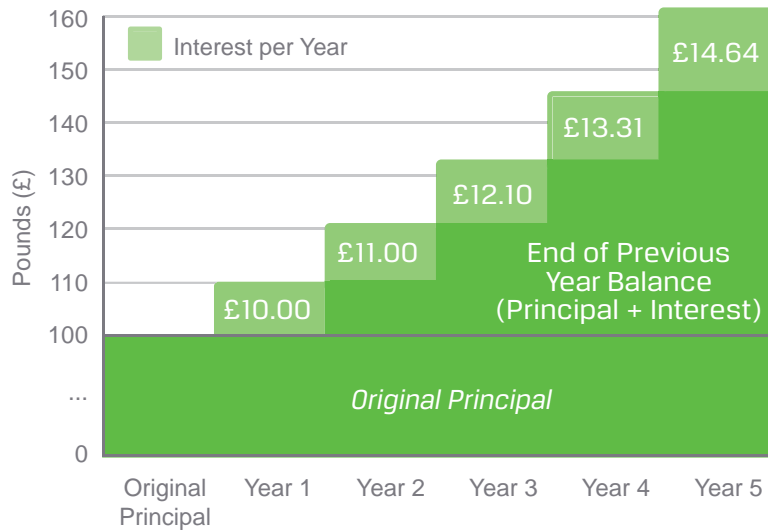 160
Interest per Year
£14.64
150
140
£13.31
130
£12.10
Pounds (£)
120
£11.00
End of Previous
Year Balance
(Principal + Interest)
110
£10.00
100
...
Original Principal
0
Original
Principal
Year 1
Year 2
Year 3
Year 4
Year 5